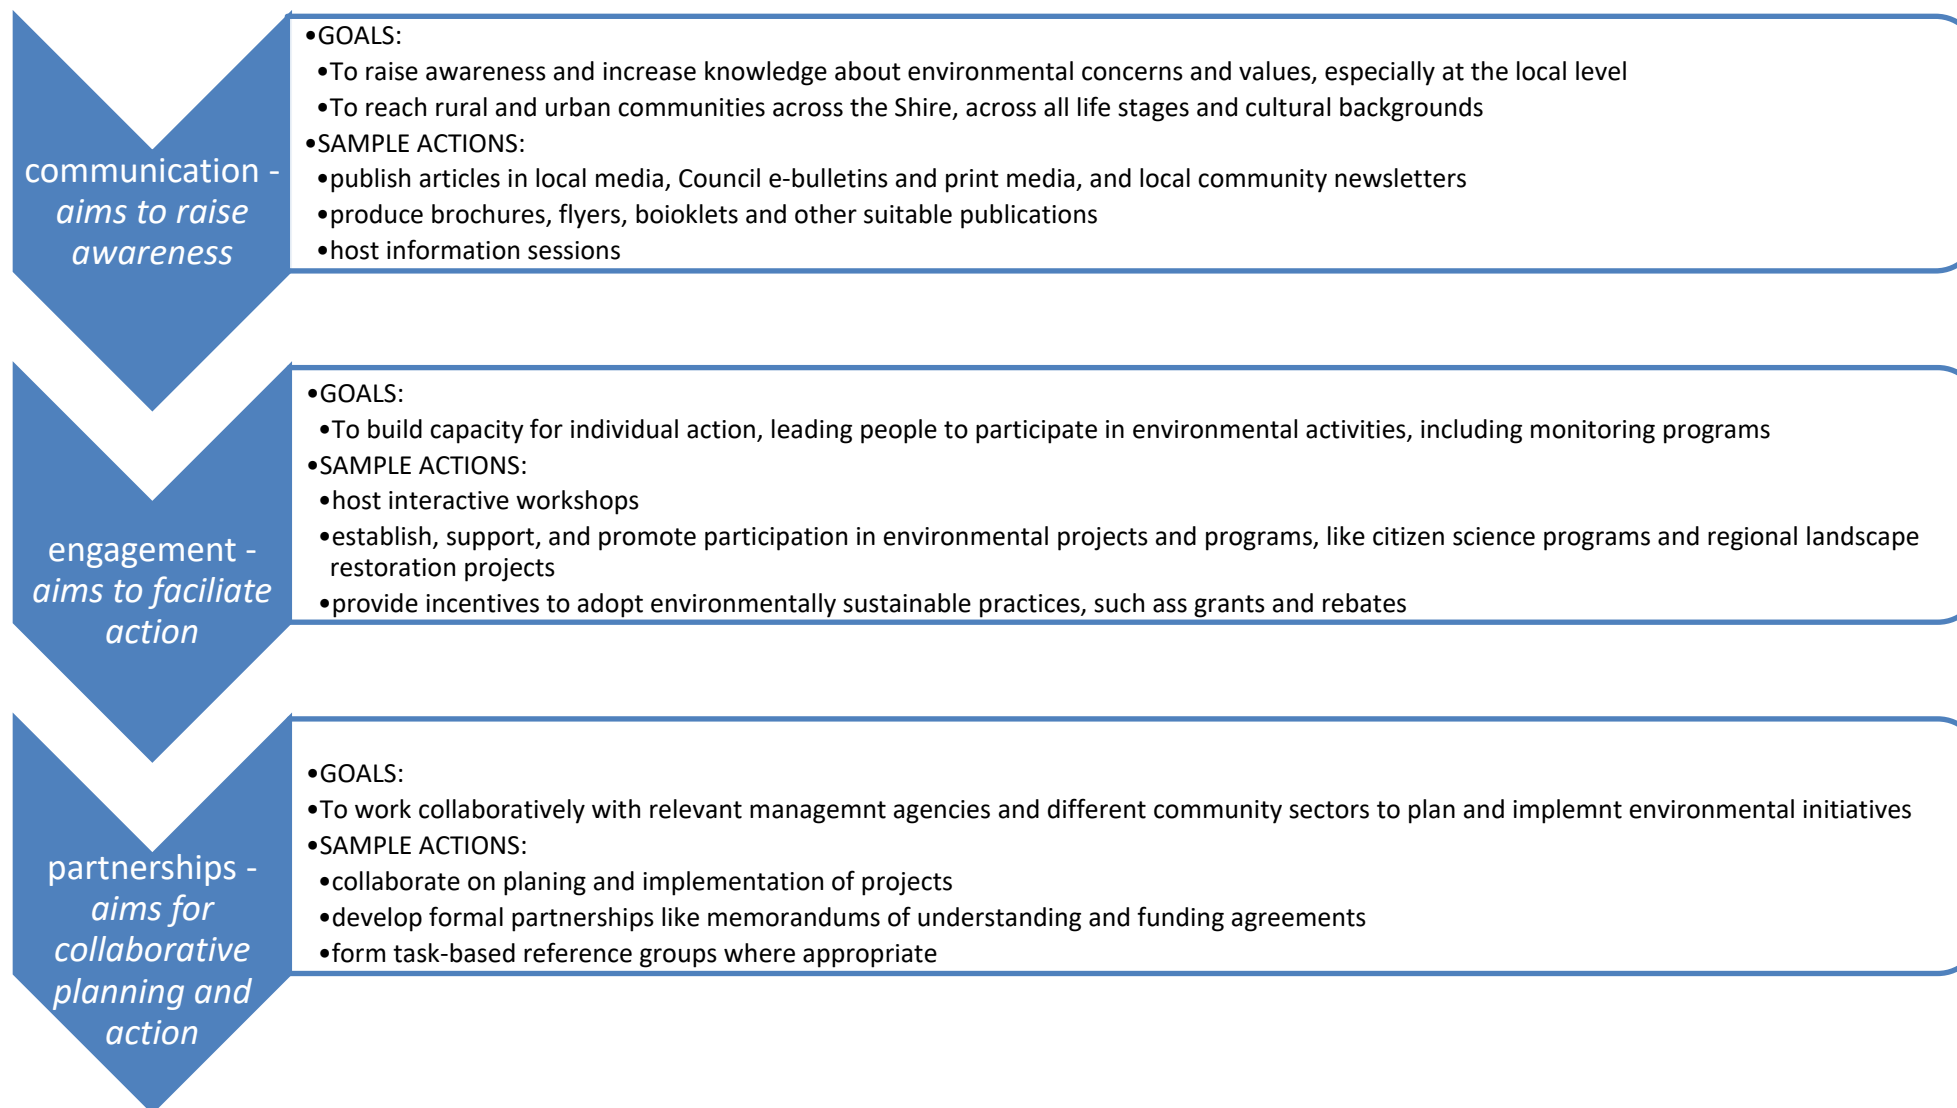 communication -
aims to raise
awareness
•GOALS:
•To raise awareness and increase knowledge about environmental concerns and values, especially at the local level
•To reach rural and urban communities across the Shire, across all life stages and cultural backgrounds
•SAMPLE ACTIONS:
•publish articles in local media, Council e-bulletins and print media, and local community newsletters
•produce brochures, flyers, boioklets and other suitable publications
•host information sessions
engagement -
aims to faciliate
action
•GOALS:
•To build capacity for individual action, leading people to participate in environmental activities, including monitoring programs
•SAMPLE ACTIONS:
•host interactive workshops
•establish, support, and promote participation in environmental projects and programs, like citizen science programs and regional landscape
restoration projects
•provide incentives to adopt environmentally sustainable practices, such ass grants and rebates
partnerships -
aims for
collaborative
planning and
action
•GOALS:
•To work collaboratively with relevant managemnt agencies and different community sectors to plan and implemnt environmental initiatives
•SAMPLE ACTIONS:
•collaborate on planing and implementation of projects
•develop formal partnerships like memorandums of understanding and funding agreements
•form task-based reference groups where appropriate